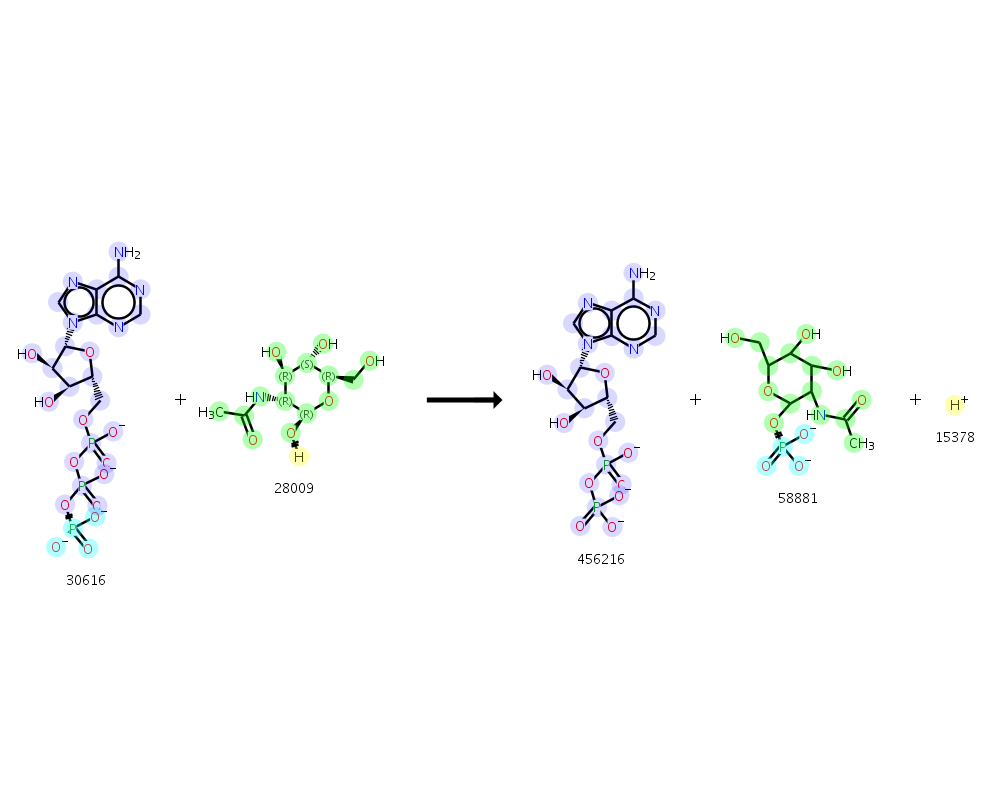 NH2
N
N
N
N
HO
O
HO
O
O−
P
O
O
O−
P
O
O
O−
P
O−
O
30616
+
HO
OH
(S)
(R)
(R)
OH
HN
(R)
O
(R)
H3C
O
O
H
28009
NH2
N
N
N
N
HO
O
HO
O
O−
P
O
O
O−
P
O
O−
456216
+
HO
OH
OH
O
HN
O
CH3
O
O−
P
O
O−
58881
+
H+
15378